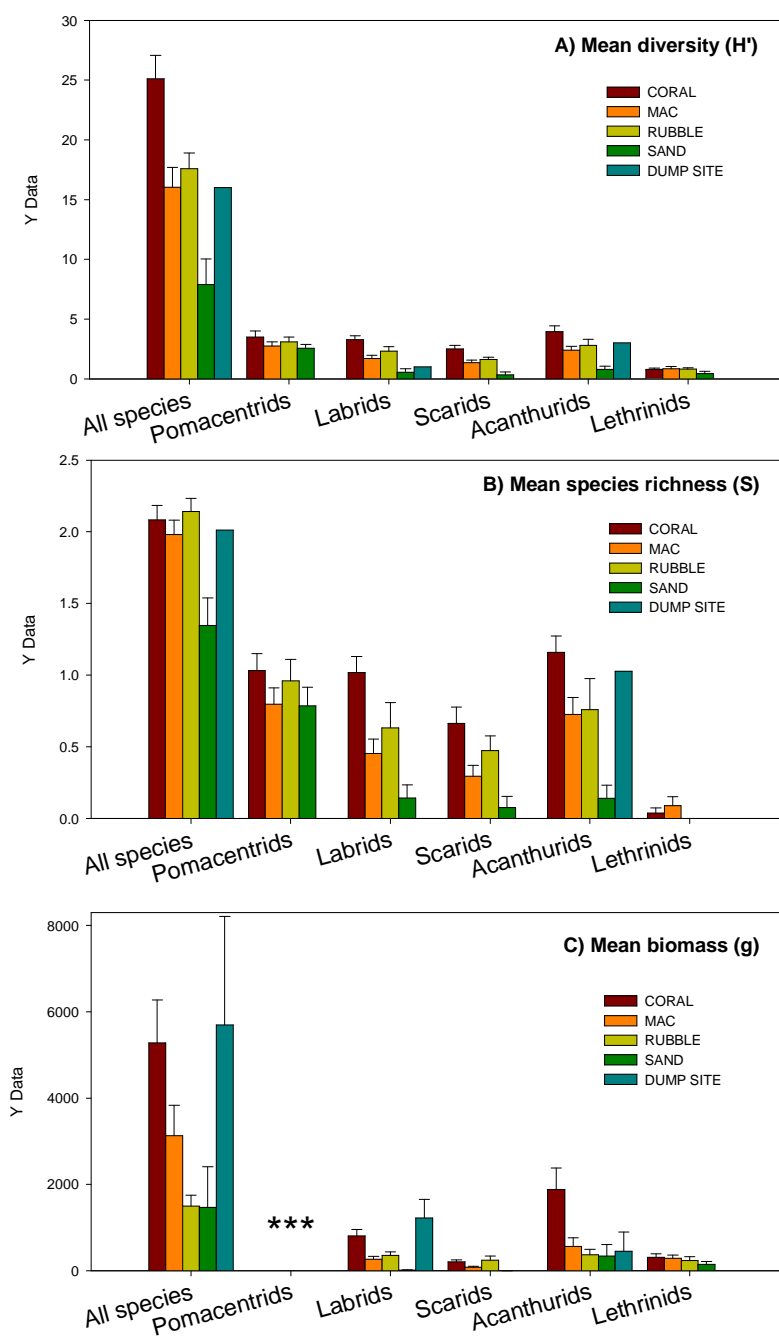 30
A) Mean diversity (H')
25
CORAL
MAC
20
RUBBLE
SAND
DUMP SITE
15
Y Data
10
5
0
All species
Pomacentrids
Labrids
Scarids
Acanthurids
Lethrinids
2.5
B) Mean species richness (S)
2.0
CORAL
MAC
RUBBLE
1.5
SAND
DUMP SITE
Y Data
1.0
0.5
0.0
All species
Pomacentrids
Labrids
Scarids
Acanthurids
Lethrinids
8000
C) Mean biomass (g)
CORAL
6000
MAC
RUBBLE
SAND
DUMP SITE
Y Data
4000
2000
***
0
All species
Pomacentrids
Labrids
Scarids
Acanthurids
Lethrinids